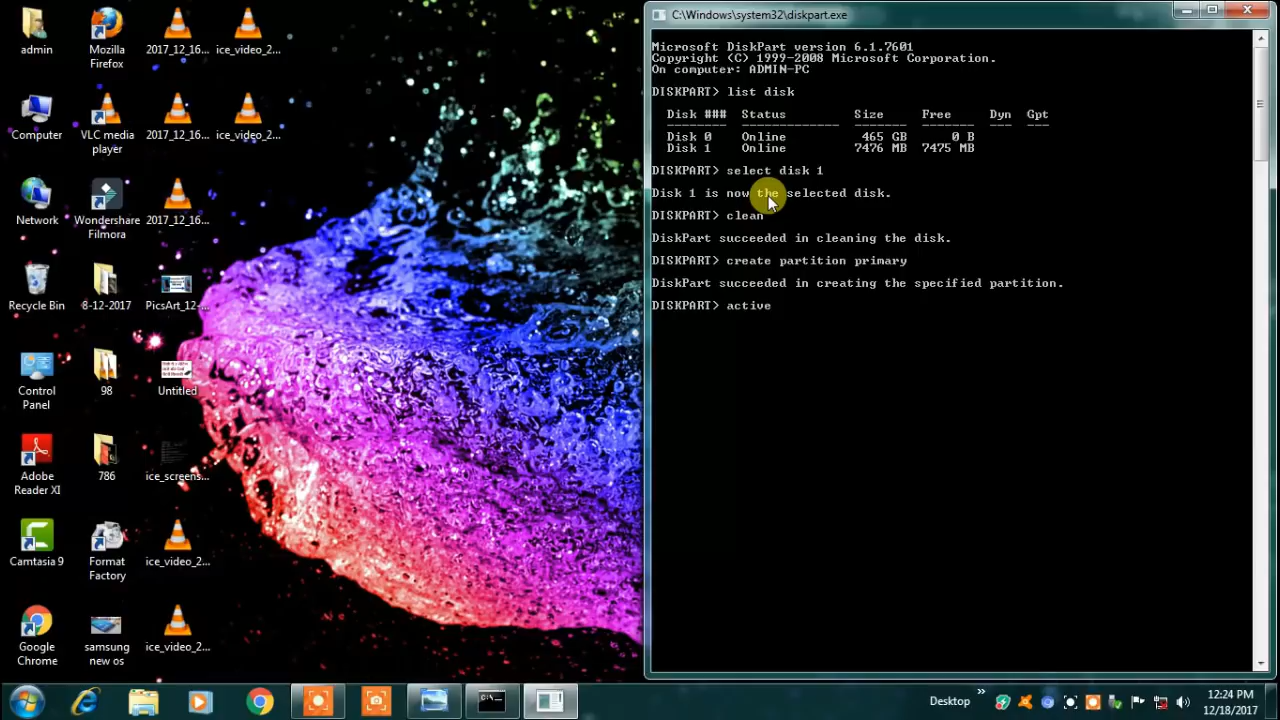 admin
Mozilla
Firefox
2017_12_16...
ice_video_2...
Computer
VLC media
player
2017_12_16...
ice_video_2...
Network
Wondershare
Filmora
2017_12_16...
Recycle Bin
8-12-2017
PicsArt_12-...
Control
Panel
98
Untitled
Adobe
Reader XI
786
ice_screens...
Camtasia 9
Format
Factory
ice_video_2...
Google
Chrome
samsung
new os
ice_video_2...
C:\Windows\system32\diskpart.exe
Microsoft DiskPart version 6.1.7601
Copyright (C) 1999-2008 Microsoft Corporation.
On computer: ADMIN-PC
DISKPART> list disk
Disk ### Status Size Free Dyn Gpt
-------- ------------- ------- ------- --- ---
Disk 0 Online 465 GB 0 B
Disk 1 Online 7476 MB 7475 MB
DISKPART> select disk 1
Disk 1 is now the selected disk.
DISKPART> clean
DiskPart succeeded in cleaning the disk.
DISKPART> create partition primary
DiskPart succeeded in creating the specified partition.
DISKPART> active
Desktop
12:24 PM
12/18/2017